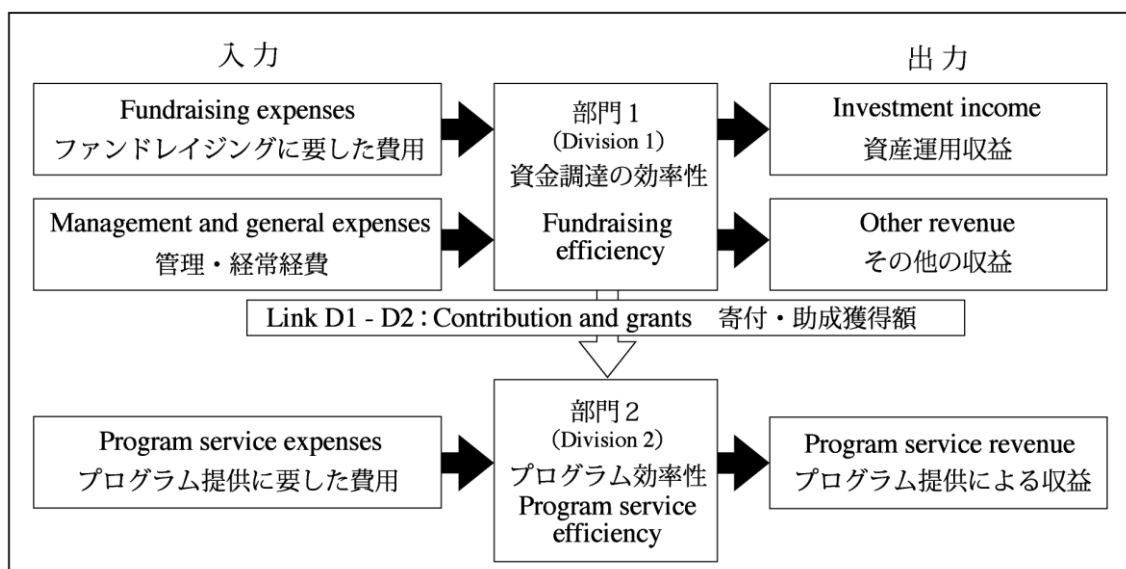 入力
出力
Fundraising expenses
ファンドレイジングに要した費用
部門1
(Division 1)
資金調達の効率性
Fundraising
efficiency
Investment income
資産運用収益
Management and general expenses
管理・経常経費
Other revenue
その他の収益
Link D1 - D2：Contribution and grants 寄付・助成獲得額
Program service expenses
プログラム提供に要した費用
部門2
(Division 2)
プログラム効率性
Program service
efficiency
Program service revenue
プログラム提供による収益